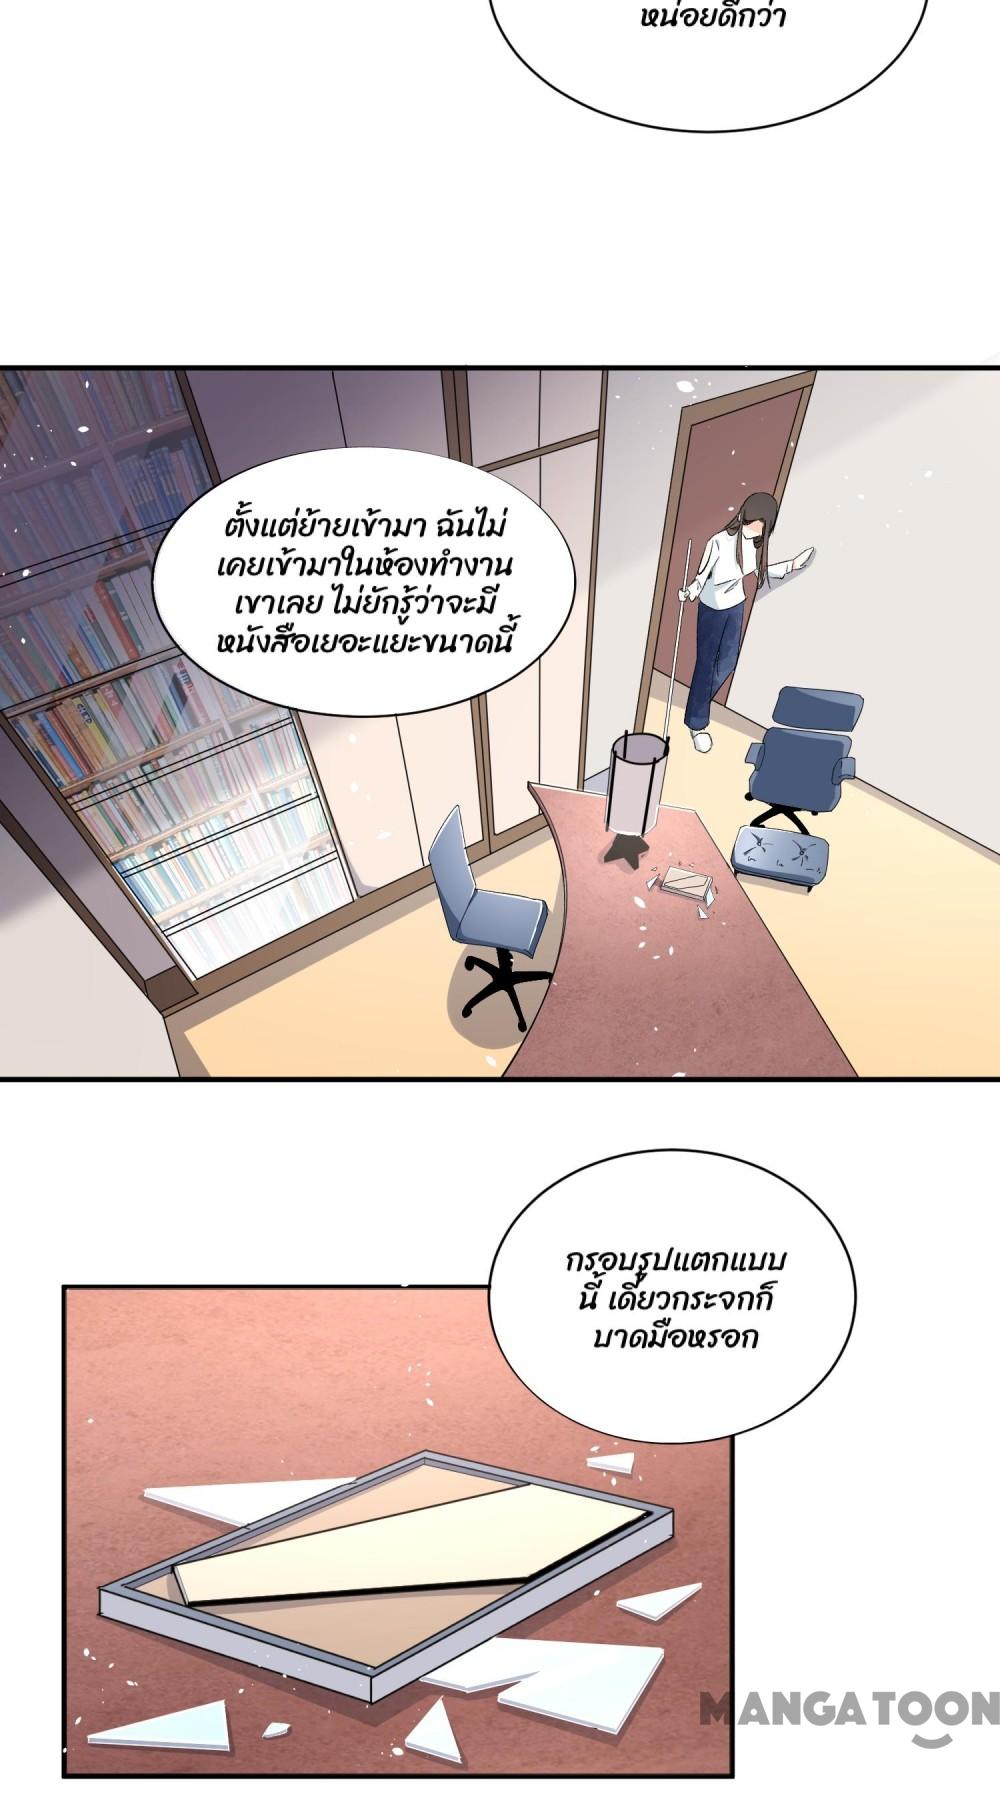 หน่อยดีกว่า
ตั้งแต่ย้ายเข้ามา ฉันไม่
เคยเข้ามาในห้องทำงาน
เขาเลย ไม่ยักรู้ว่าจะมี
หนังสือเยอะแยะขนาดนี้
กรอบรูปแตกแบบ
นี้ เดี๋ยวกระจกก็
บาดมือหรอก
MANGATOON